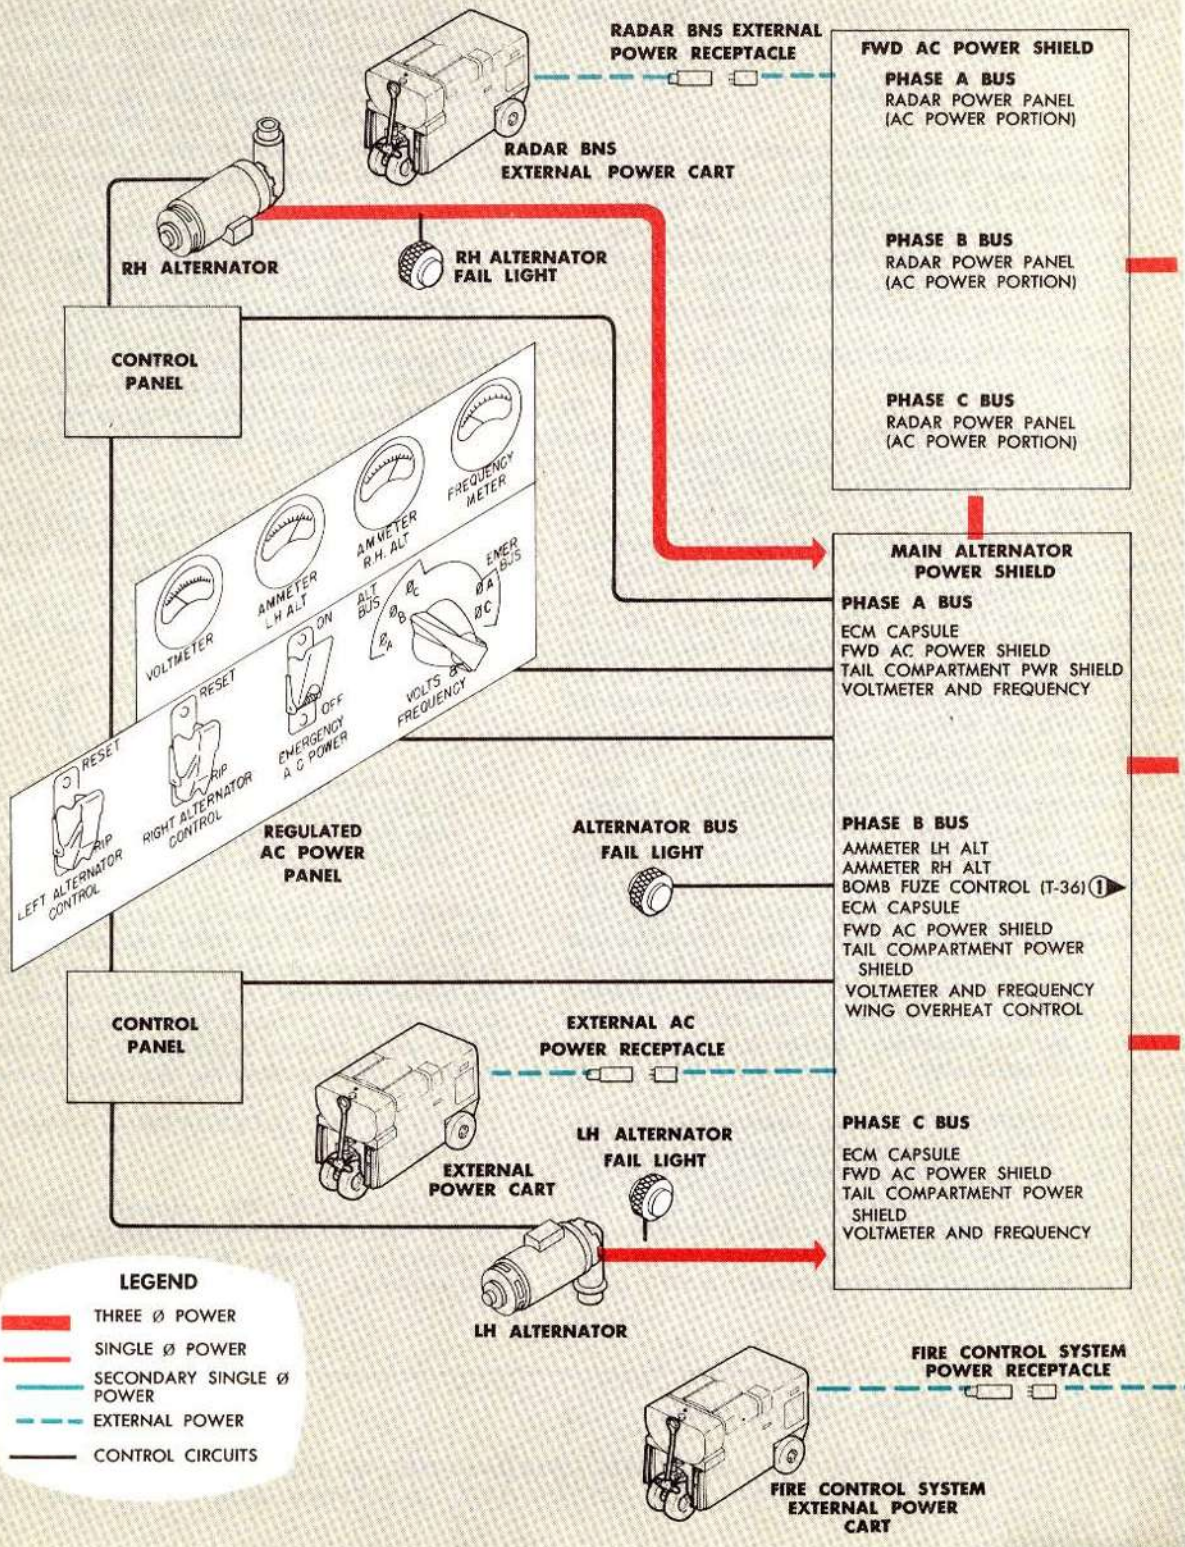 RADAR BNS EXTERNAL
POWER RECEPTACLE
FWD AC POWER SHIELD
PHASE A BUS
RADAR POWER PANEL
(AC POWER PORTION)
RADAR BNS
EXTERNAL POWER CART
PHASE B BUS
RADAR POWER PANEL
(AC POWER PORTION)
RH ALTERNATOR
RH ALTERNATOR
FAIL LIGHT
CONTROL
PANEL
PHASE C BUS
RADAR POWER PANEL
(AC POWER PORTION)
VOLTMETER
AMMETER
LH ALT
AMMETER
R.H. ALT
FREQUENCY
METER
ALT
BUS
ØA
ØB
ØC
EMER
BUS
ØA
ØC
VOLTS &
FREQUENCY
ON
OFF
EMERGENCY
A C POWER
RESET
RIP
RIGHT ALTERNATOR
CONTROL
RESET
RIP
LEFT ALTERNATOR
CONTROL
REGULATED
AC POWER
PANEL
MAIN ALTERNATOR
POWER SHIELD
PHASE A BUS
ECM CAPSULE
FWD AC POWER SHIELD
TAIL COMPARTMENT PWR SHIELD
VOLTMETER AND FREQUENCY
ALTERNATOR BUS
FAIL LIGHT
PHASE B BUS
AMMETER LH ALT
AMMETER RH ALT
BOMB FUZE CONTROL (T-36) 1
ECM CAPSULE
FWD AC POWER SHIELD
TAIL COMPARTMENT POWER
SHIELD
VOLTMETER AND FREQUENCY
WING OVERHEAT CONTROL
CONTROL
PANEL
EXTERNAL AC
POWER RECEPTACLE
EXTERNAL
POWER CART
LH ALTERNATOR
FAIL LIGHT
PHASE C BUS
ECM CAPSULE
FWD AC POWER SHIELD
TAIL COMPARTMENT POWER
SHIELD
VOLTMETER AND FREQUENCY
LH ALTERNATOR
LEGEND
THREE Ø POWER
SINGLE Ø POWER
SECONDARY SINGLE Ø
POWER
EXTERNAL POWER
CONTROL CIRCUITS
FIRE CONTROL SYSTEM
POWER RECEPTACLE
FIRE CONTROL SYSTEM
EXTERNAL POWER
CART